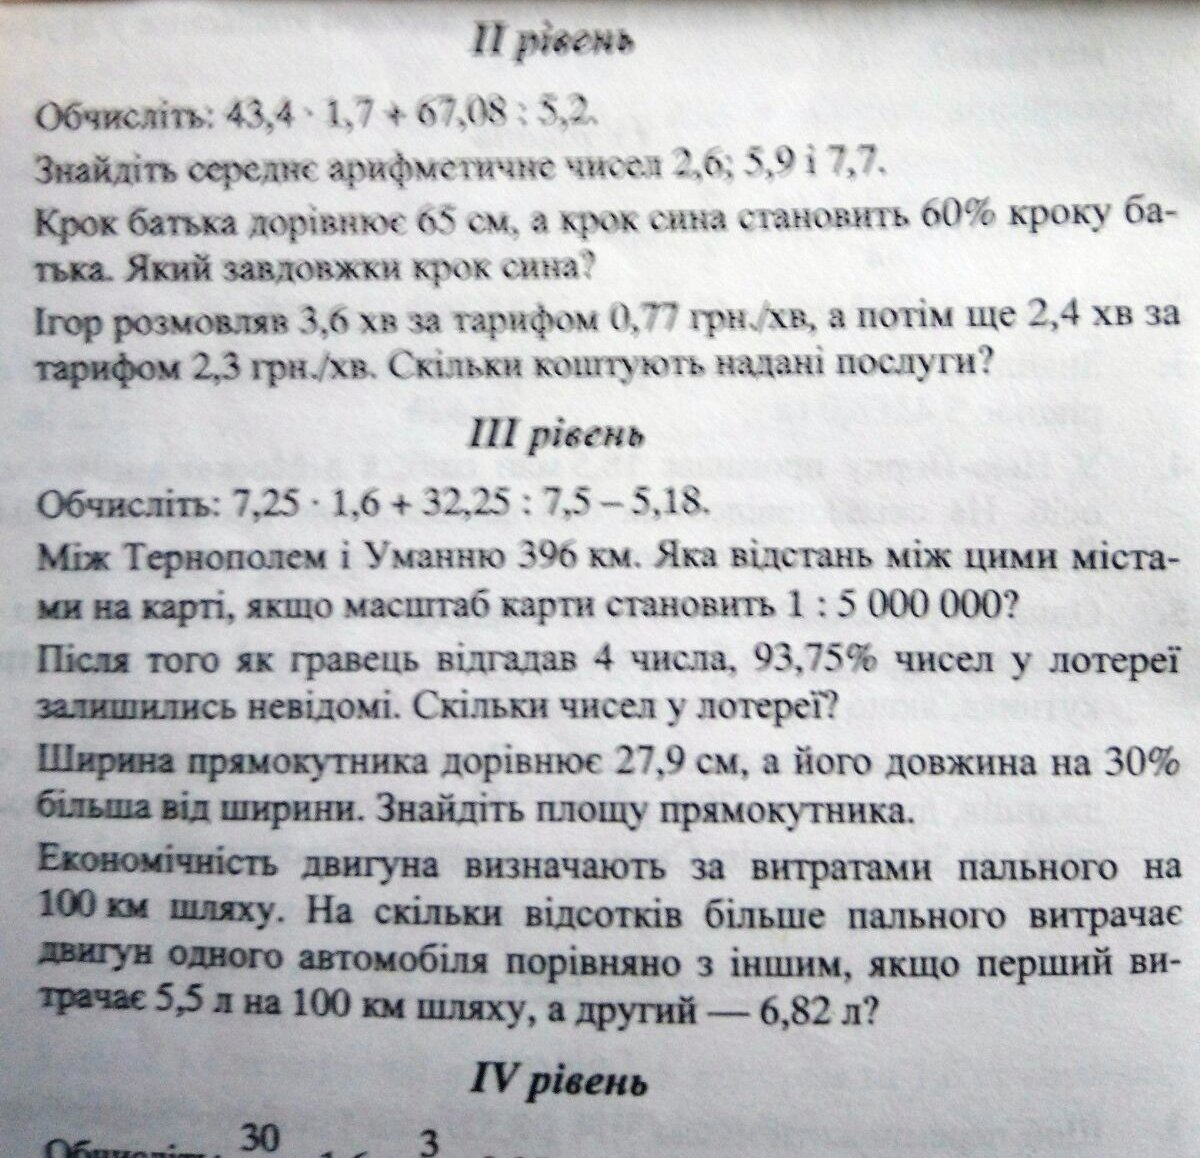 II рівень
Обчисліть: 43,4 · 1,7 + 67,08 : 5,2.
Знайдіть середнє арифметичне чисел 2,6; 5,9 і 7,7.
Крок батька дорівнює 65 см, а крок сина становить 60% кроку ба-
тька. Який завдовжки крок сина?
Ігор розмовляв 3,6 хв за тарифом 0,77 грн./хв, а потім ще 2,4 хв за
тарифом 2,3 грн./хв. Скільки коштують надані послуги?
III рівень
Обчисліть: 7,25 · 1,6 + 32,25 : 7,5 – 5,18.
Між Тернополем і Уманню 396 км. Яка відстань між цими міста-
ми на карті, якщо масштаб карти становить 1 : 5 000 000?
Після того як гравець відгадав 4 числа, 93,75% чисел у лотереї
залишились невідомі. Скільки чисел у лотереї?
Ширина прямокутника дорівнює 27,9 см, а його довжина на 30%
більша від ширини. Знайдіть площу прямокутника.
Економічність двигуна визначають за витратами пального на
100 км шляху. На скільки відсотків більше пального витрачає
двигун одного автомобіля порівняно з іншим, якщо перший ви-
трачає 5,5 л на 100 км шляху, а другий — 6,82 л?
IV рівень
Обчисліть: 30 3